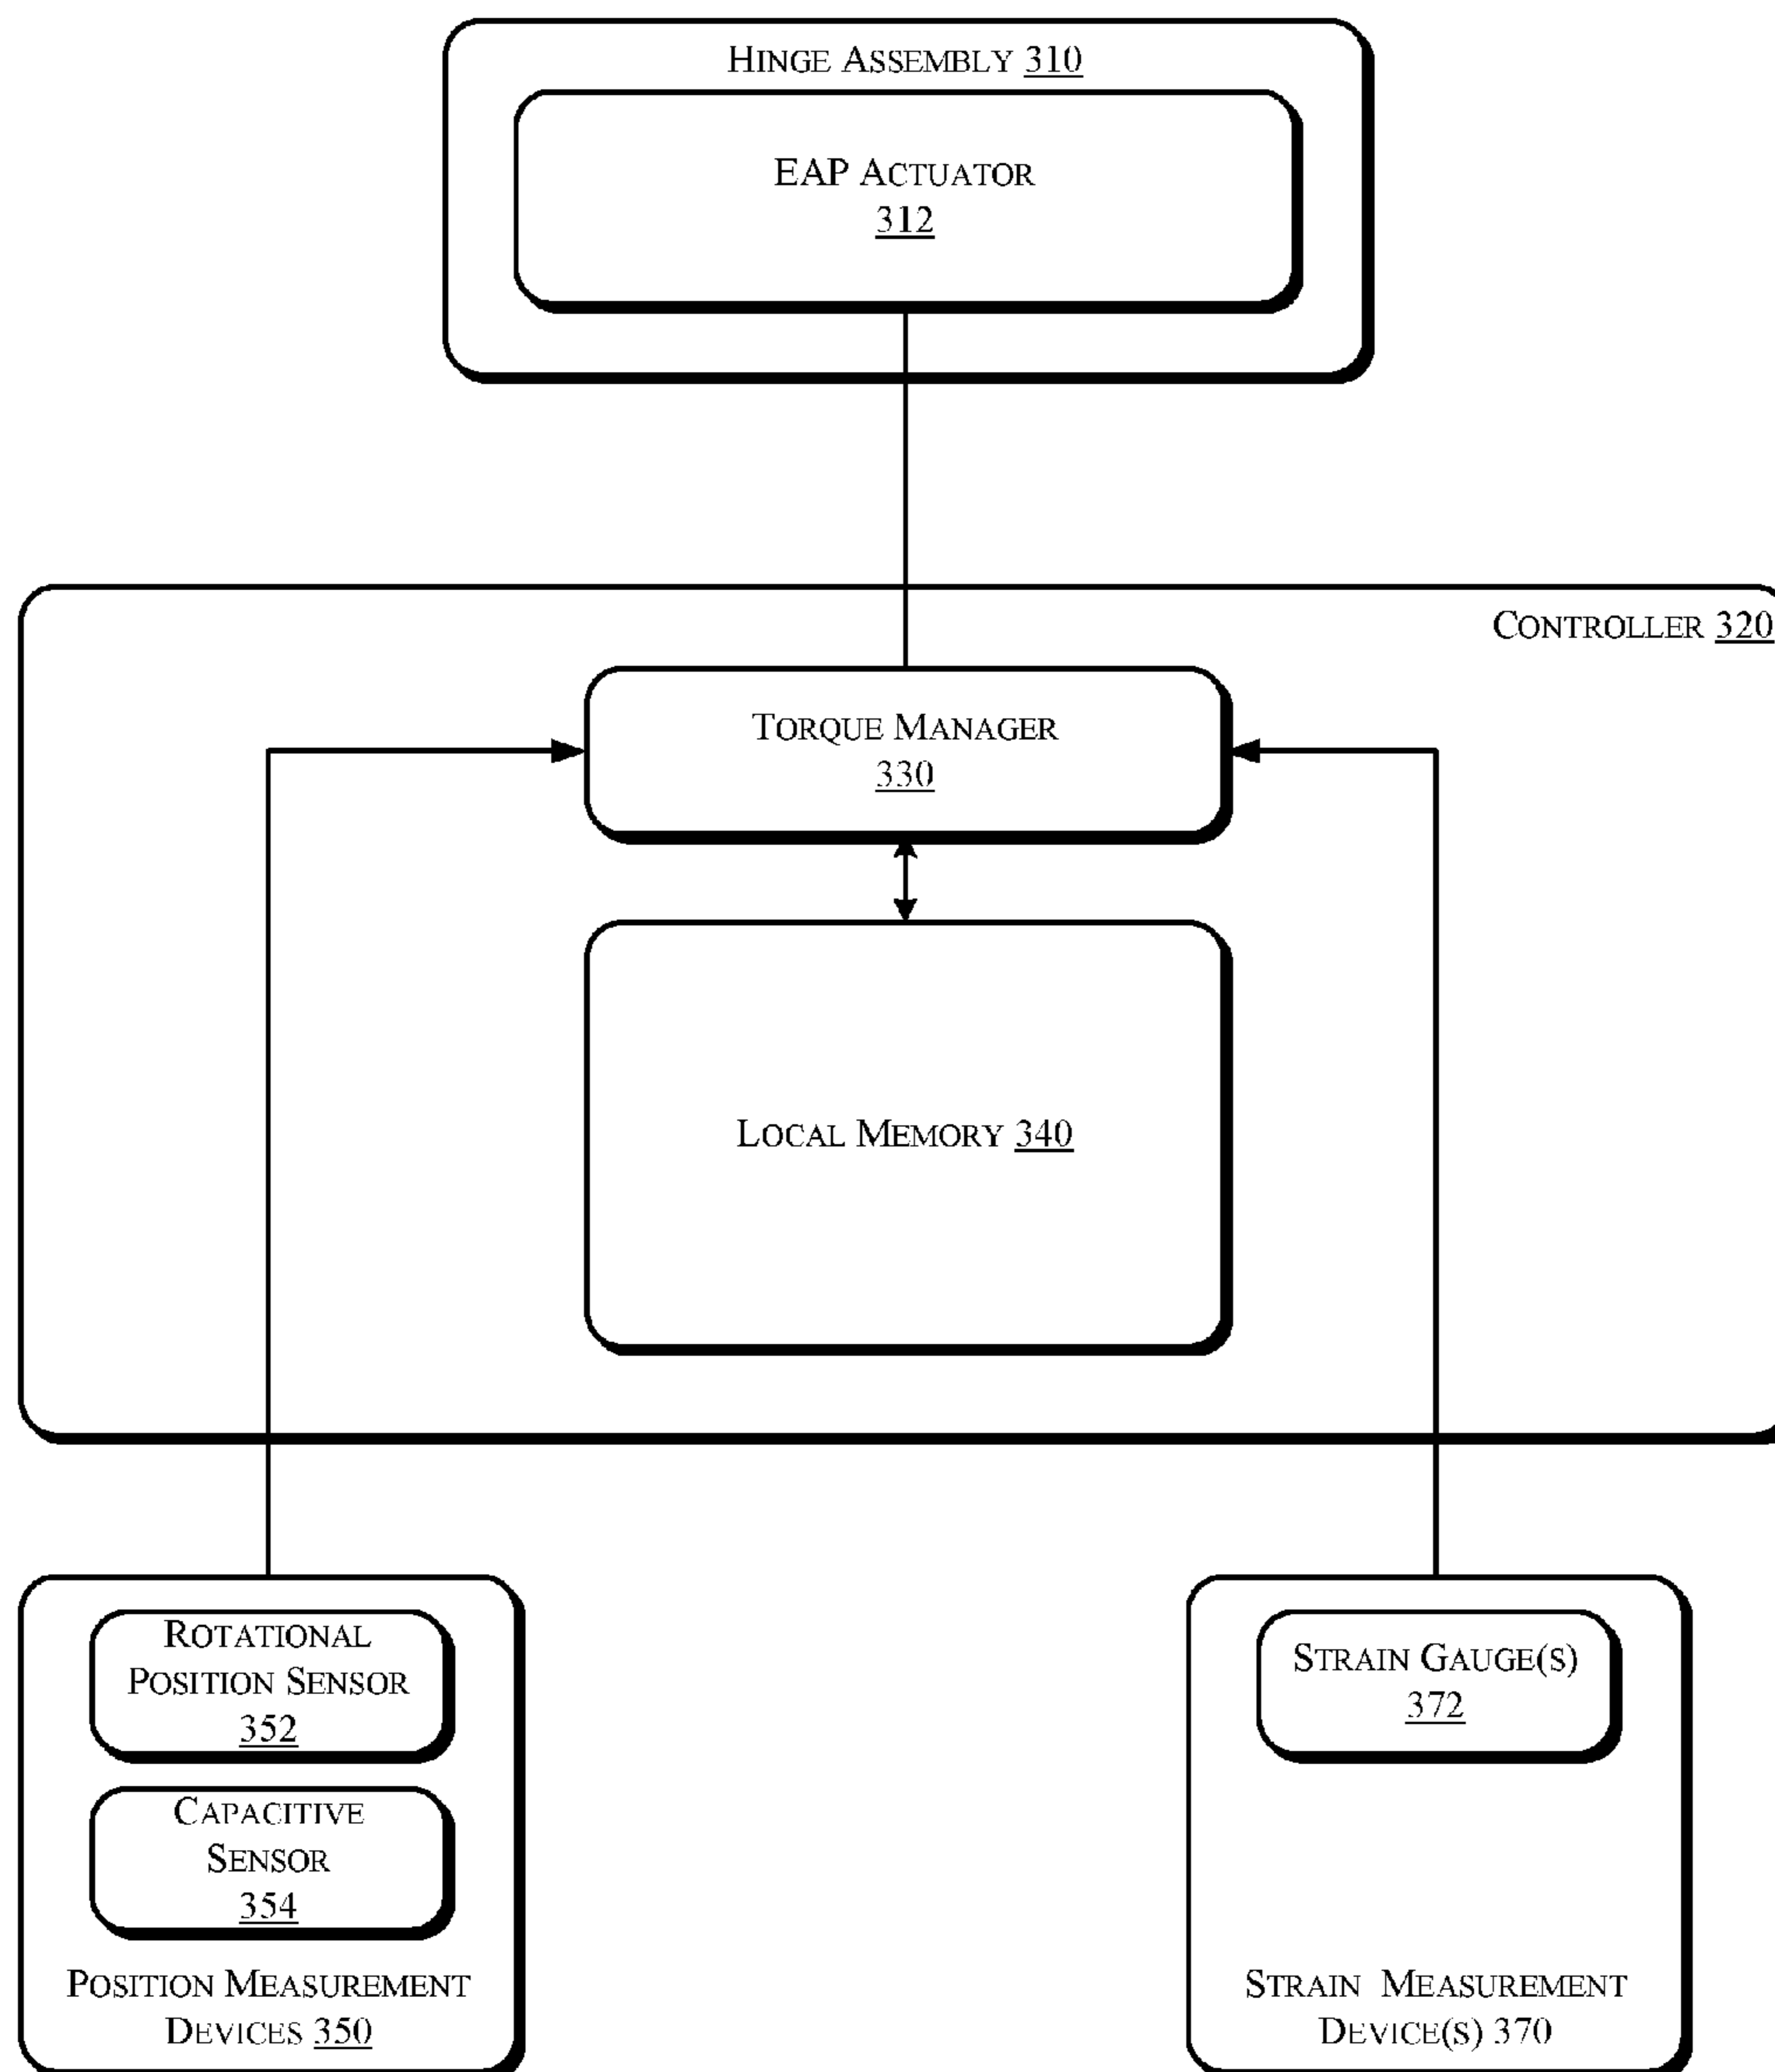 HINGE ASSEMBLY 310
EAP ACTUATOR
312
CONTROLLER 320
TORQUE MANAGER
330
LOCAL MEMORY 340
ROTATIONAL
POSITION SENSOR
352
CAPACITIVE
SENSOR
354
POSITION MEASUREMENT
DEVICES 350
STRAIN GAUGE(S)
372
STRAIN MEASUREMENT
DEVICE(S) 370